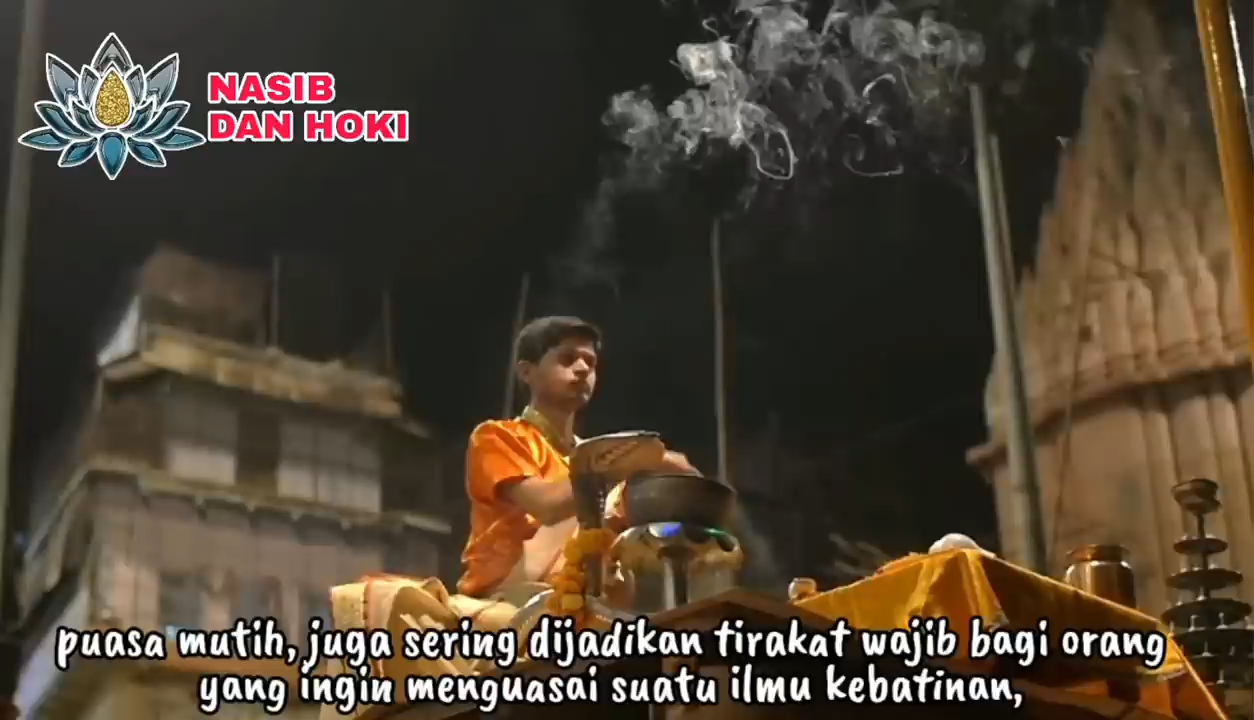 NASIB
DAN HOKI
puasa mutih, juga sering dijadikan tirakat wajib bagi orang
yang ingin menguasai suatu ilmu kebatinan,